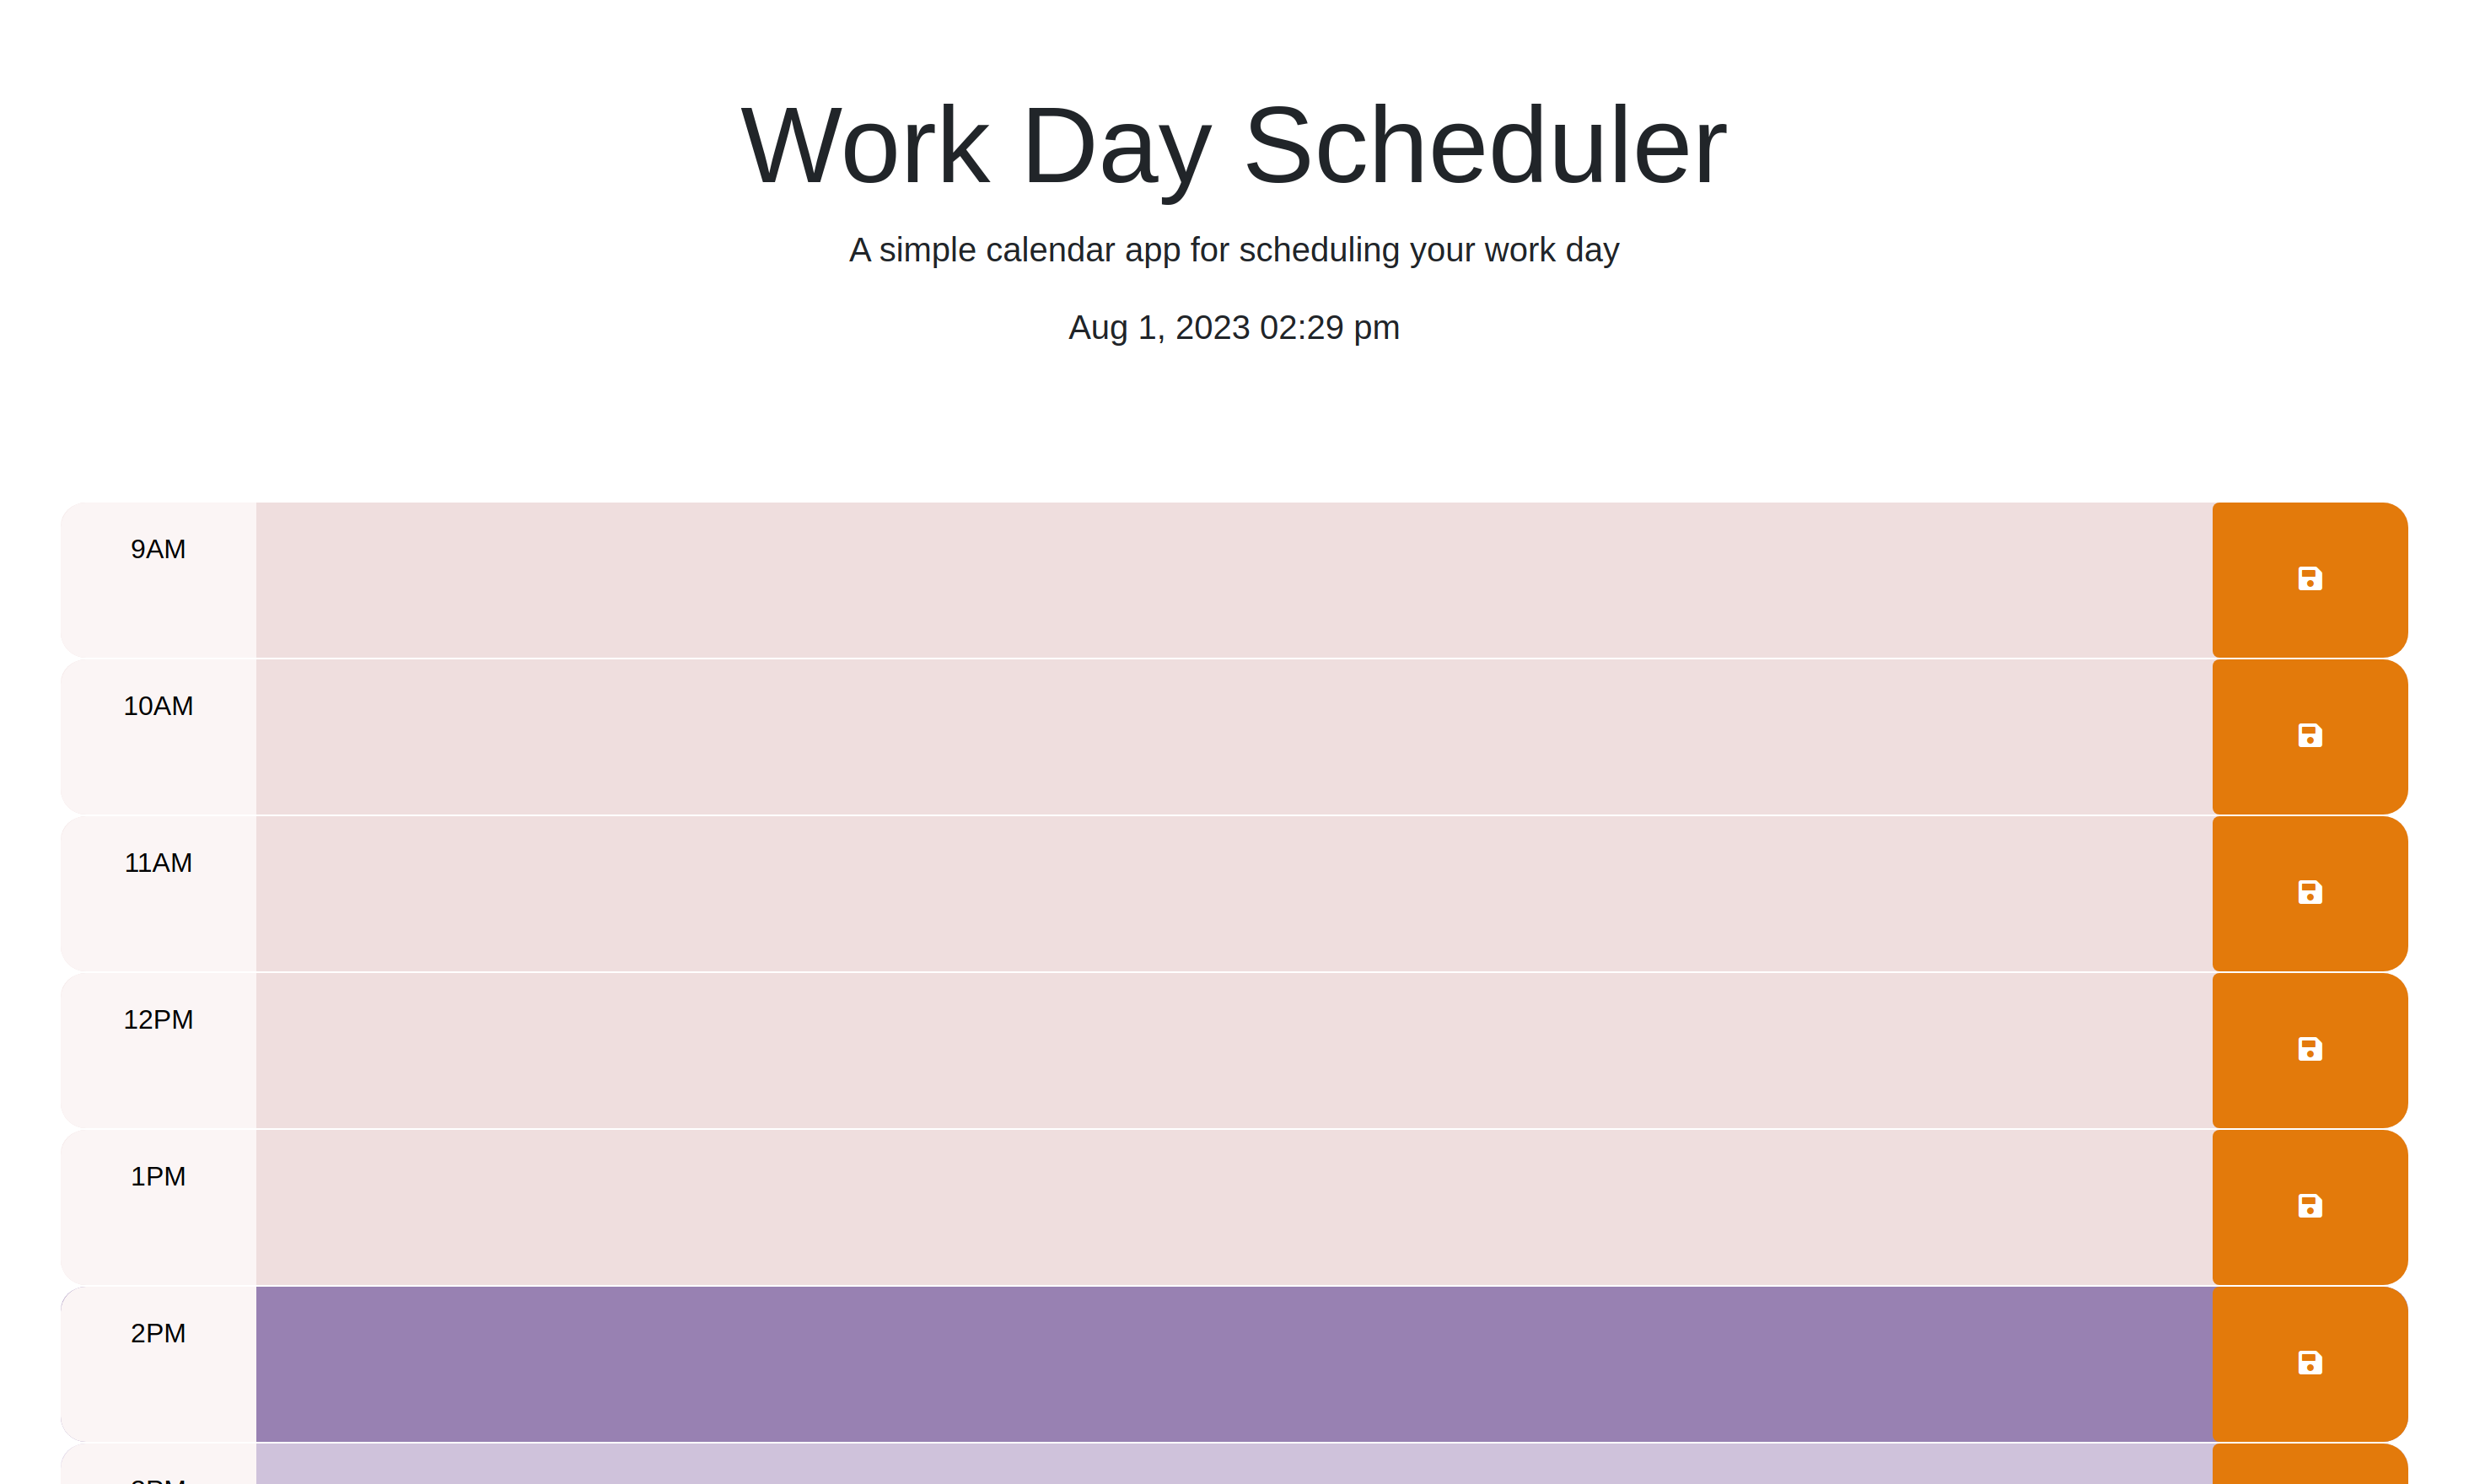 Work Day Scheduler
A simple calendar app for scheduling your work day
Aug 1, 2023 02:29 pm
9AM
10AM
11AM
12PM
1PM
2PM